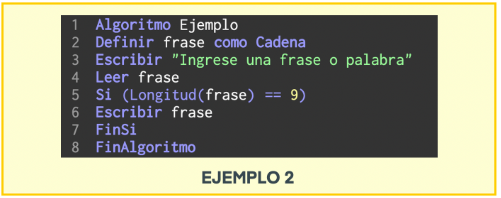 1 Algoritmo Ejemplo
2 Definir frase como Cadena
3 Escribir "Ingrese una frase o palabra"
4 Leer frase
5 Si (Longitud(frase) == 9)
6 Escribir frase
7 FinSi
8 FinAlgoritmo
EJEMPLO 2